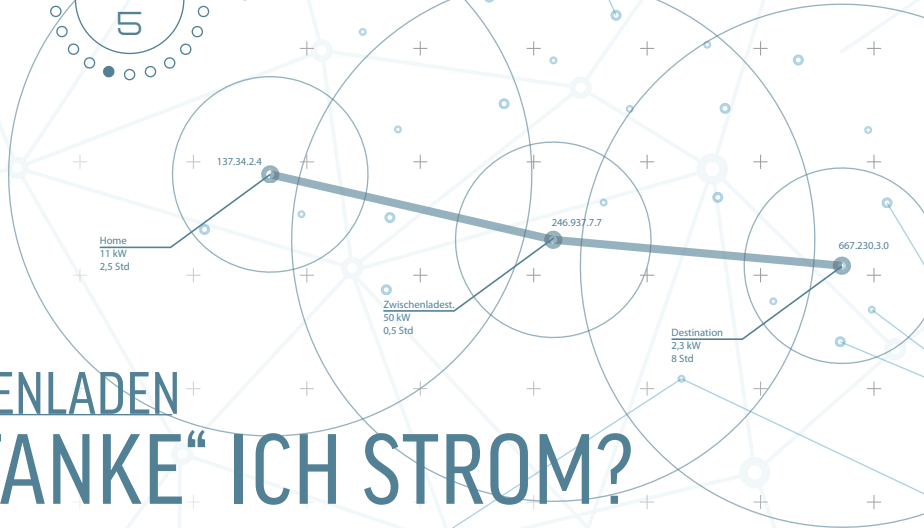 5
137.34.2.4
246.937.7.7
667.230.3.0
Home
11 kW
2,5 Std
Zwischenladest.
50 kW
0,5 Std
Destination
2,3 kW
8 Std
ENLADEN
TANKE“ ICH STROM?